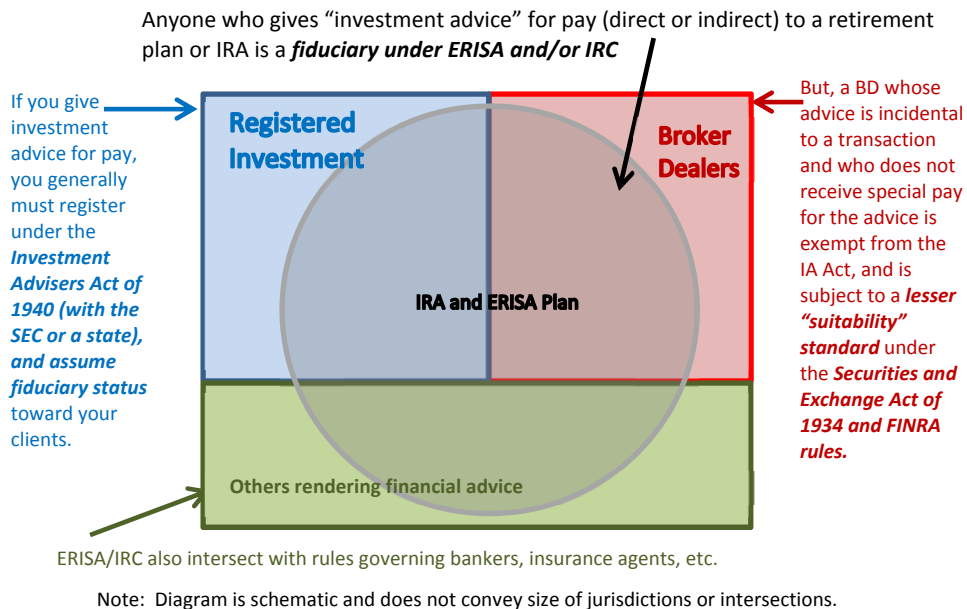 Anyone who gives “investment advice” for pay (direct or indirect) to a retirement
plan or IRA is a fiduciary under ERISA and/or IRC
If you give
investment
advice for pay,
you generally
must register
under the
Investment
Advisers Act of
1940 (with the
SEC or a state),
and assume
fiduciary status
toward your
clients.
Registered
Investment
Broker
Dealers
IRA and ERISA Plan
Others rendering financial advice
But, a BD whose
advice is incidental
to a transaction
and who does not
receive special pay
for the advice is
exempt from the
IA Act, and is
subject to a lesser
“suitability”
standard under
the Securities and
Exchange Act of
1934 and FINRA
rules.
ERISA/IRC also intersect with rules governing bankers, insurance agents, etc.
Note:  Diagram is schematic and does not convey size of jurisdictions or intersections.